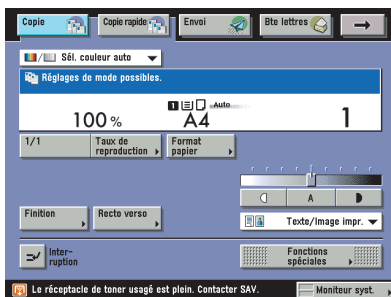 Copie Copie rapide Envoi Bte lettres
Sél. couleur auto
Réglages de mode possibles.
1 Auto
100 % A4 1
1/1 Taux de reproduction Format papier
A
Finition Recto verso
Texte/Image impr.
Inter-
ruption
Fonctions
spéciales
Le réceptacle de toner usagé est plein. Contacter SAV. Moniteur syst.